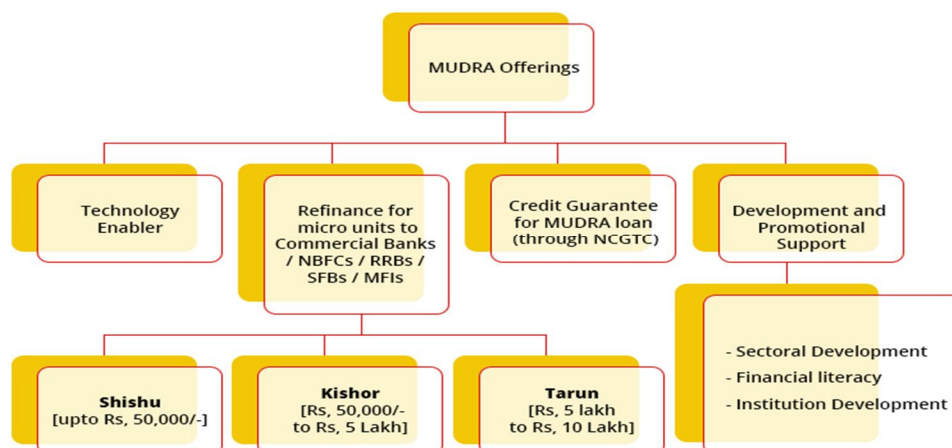 MUDRA Offerings
Technology
Enabler
Refinance for
micro units to
Commercial Banks
/ NBFCs / RRBs /
SFBs / MFIs
Credit Guarantee
for MUDRA loan
(through NCGTC)
Development and
Promotional
Support
Shishu
[upto Rs, 50,000/-]
Kishor
[Rs, 50,000/-
to Rs, 5 Lakh]
Tarun
[Rs, 5 lakh
to Rs, 10 Lakh]
- Sectoral Development
- Financial literacy
- Institution Development